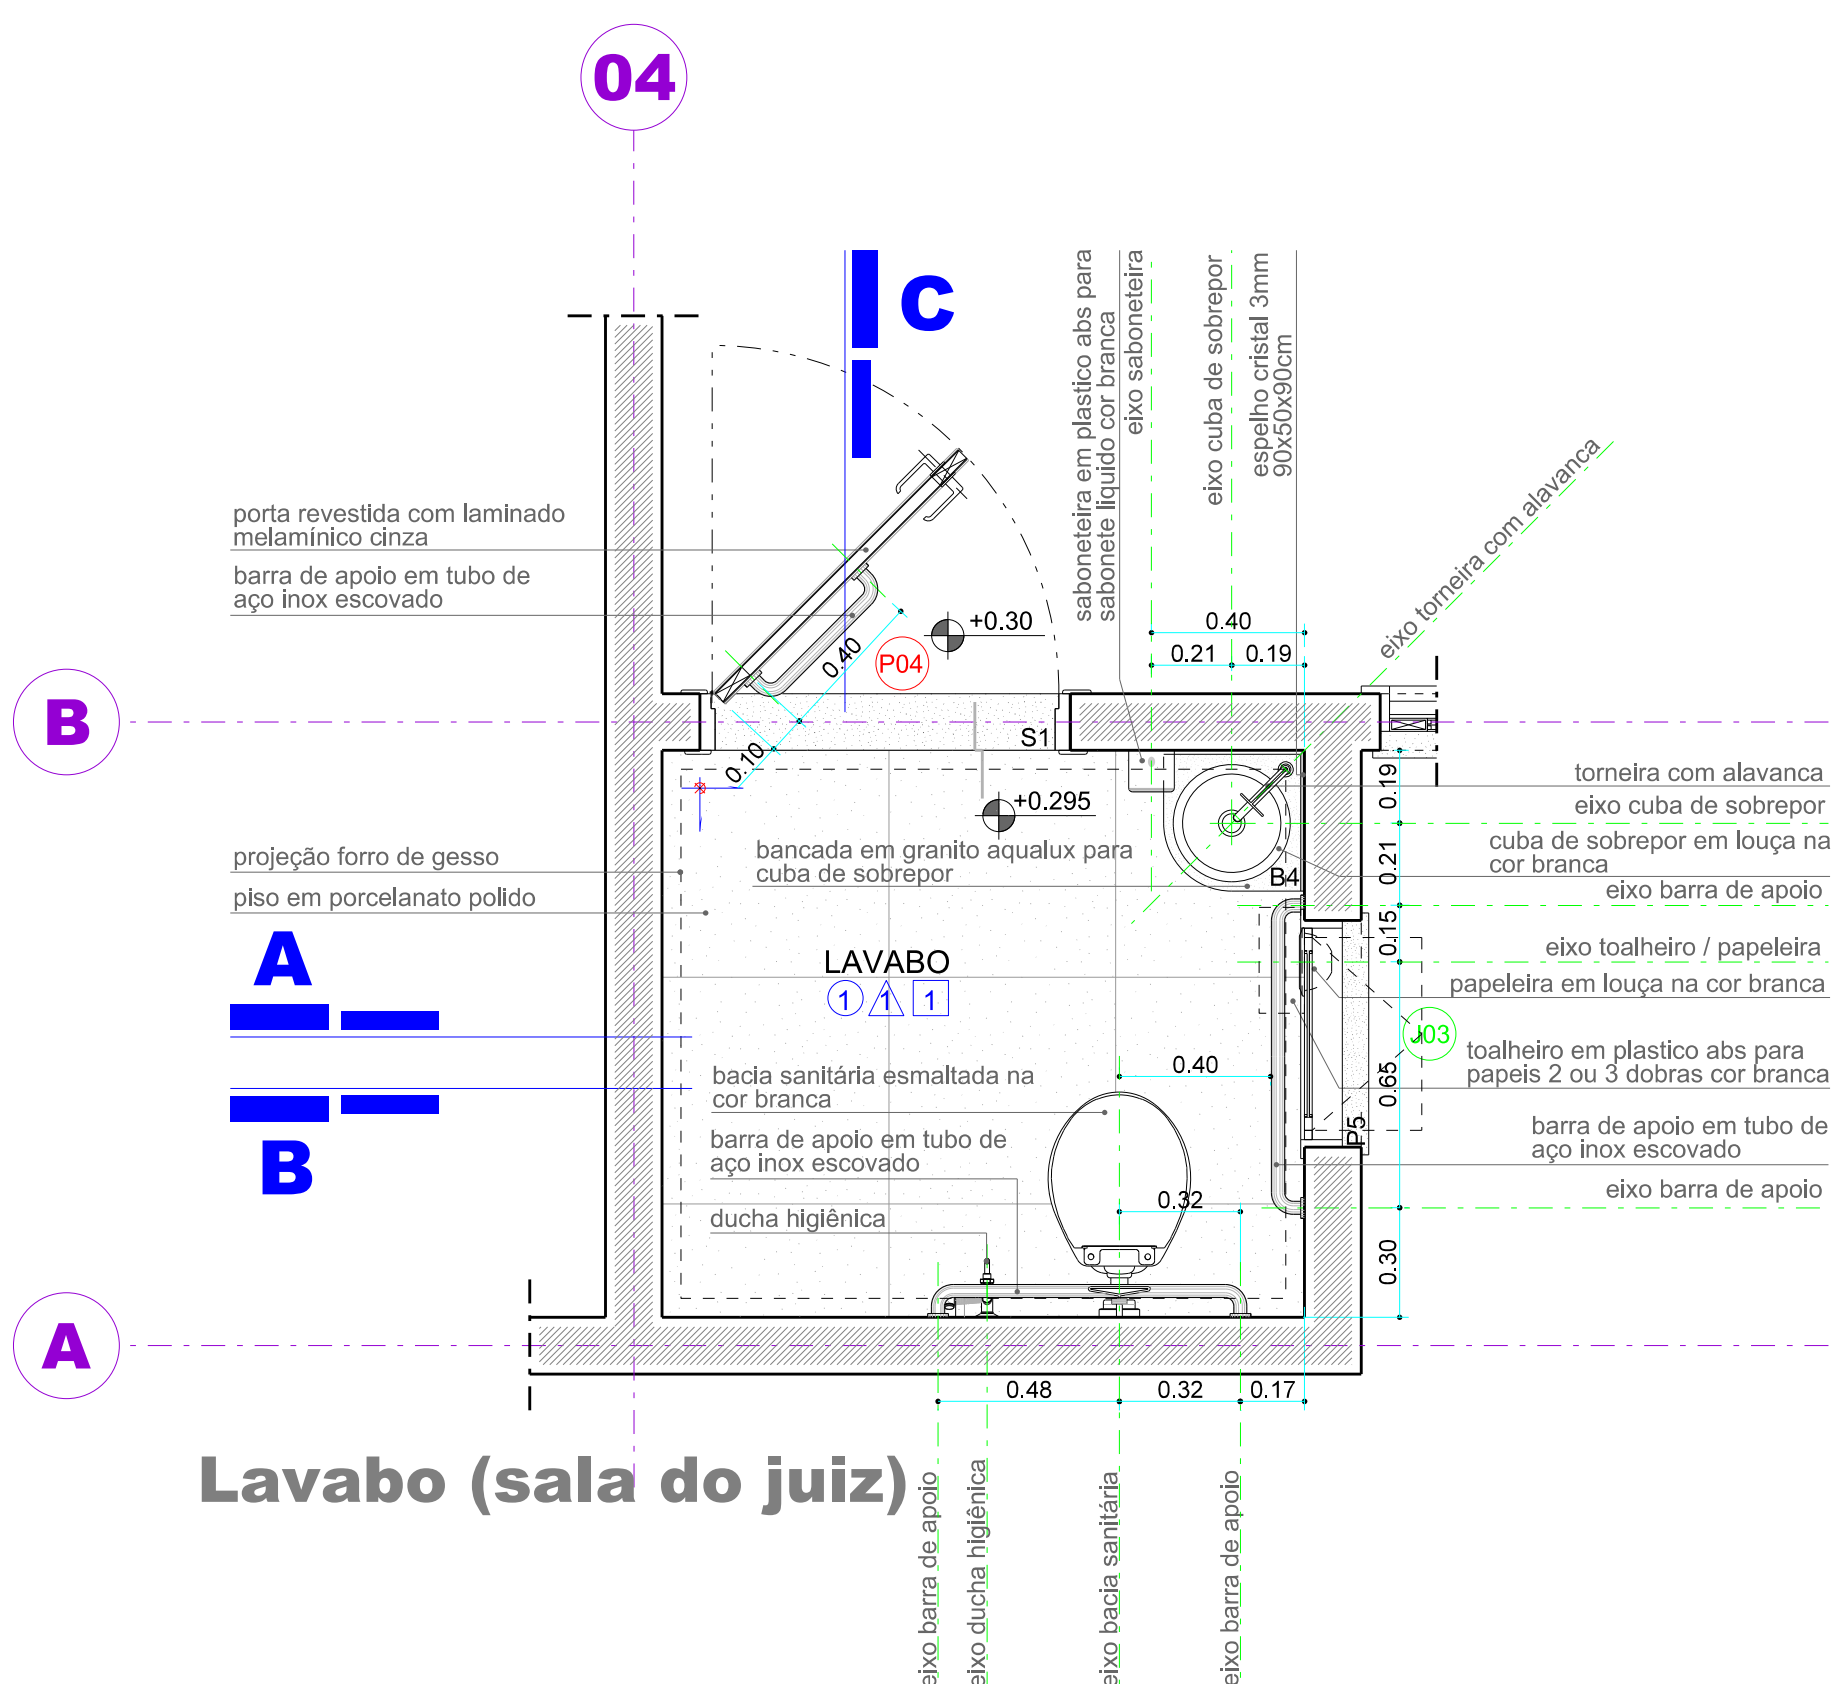 04
C
B
A
saboneteira em plastico abs para
sabonete liquido cor branca
eixo saboneteira
eixo cuba de sobrepor
espelho cristal 3mm
90x50x90cm
eixo torneira com alavanca
porta revestida com laminado
melamínico cinza
barra de apoio em tubo de
aço inox escovado
0.40
0.10
P04
+0.30
0.40
0.21
0.19
S1
+0.295
bancada em granito aqualux para
cuba de sobrepor
B4
projeção forro de gesso
piso em porcelanato polido
A
B
LAVABO
1
1
1
torneira com alavanca
eixo cuba de sobrepor
cuba de sobrepor em louça na
cor branca
eixo barra de apoio
eixo toalheiro / papeleira
papeleira em louça na cor branca
J03
toalheiro em plastico abs para
papeis 2 ou 3 dobras cor branca
barra de apoio em tubo de
aço inox escovado
eixo barra de apoio
0.19
0.21
0.15
0.65
0.30
P5
0.40
bacia sanitária esmaltada na
cor branca
barra de apoio em tubo de
aço inox escovado
ducha higiênica
0.32
0.48
0.32
0.17
Lavabo (sala do juiz)
eixo barra de apoio
eixo ducha higiênica
eixo bacia sanitária
eixo barra de apoio